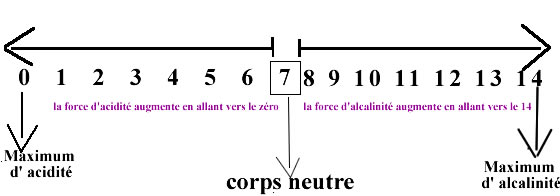 0 1 2 3 4 5 6 7 8 9 10 11 12 13 14
la force d'acidité augmente en allant vers le zéro la force d'alcalinité augmente en allant vers le 14
Maximum
d' acidité
corps neutre
Maximum
d' alcalinité